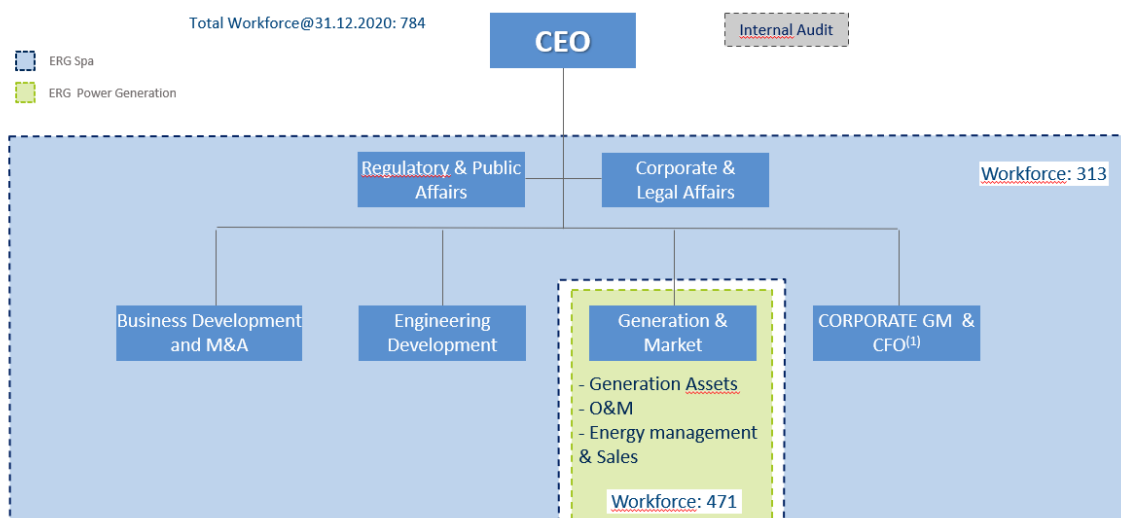 Total Workforce@31.12.2020: 784
CEO
Internal Audit
ERG Spa
ERG Power Generation
Regulatory & Public
Affairs
Corporate &
Legal Affairs
Workforce: 313
Business Development
and M&A
Engineering
Development
Generation &
Market
CORPORATE GM & 
CFO(1)
- Generation Assets
- O&M
- Energy management
& Sales
Workforce: 471